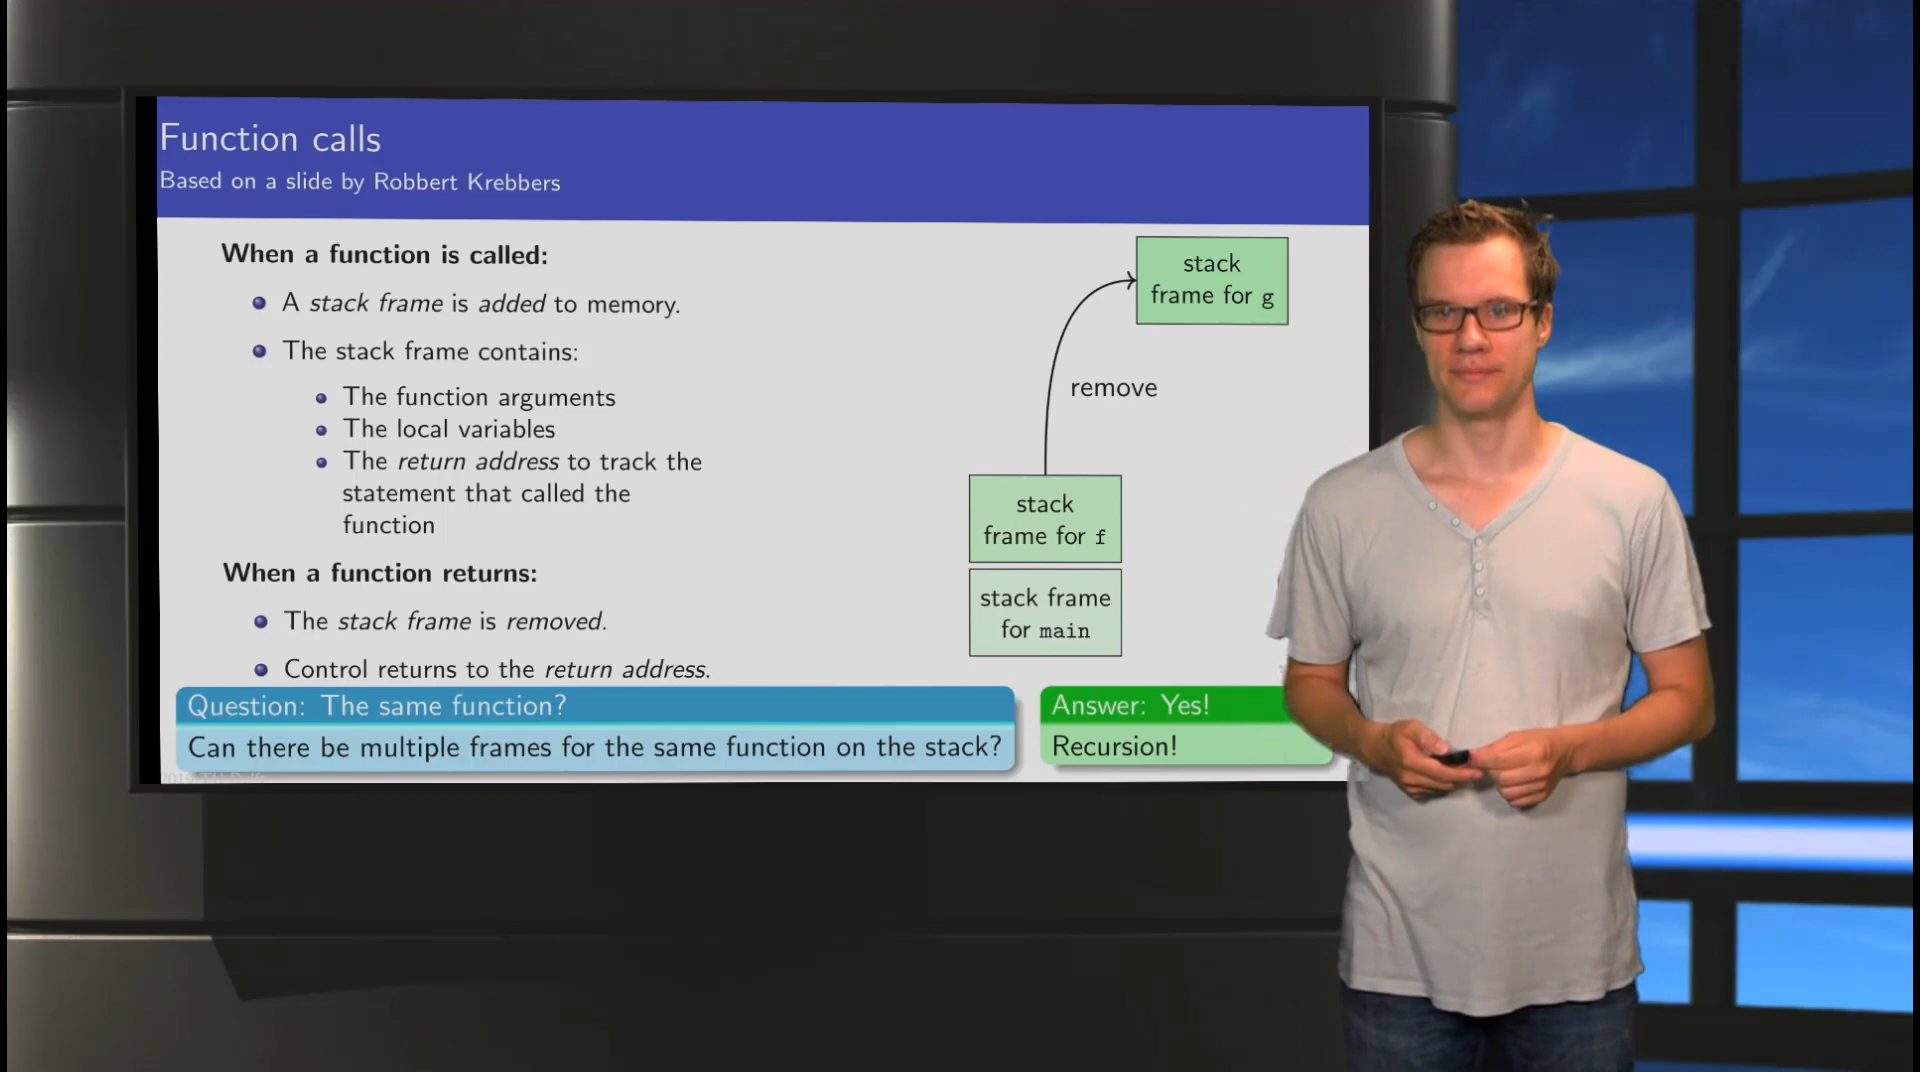 Function calls
Based on a slide by Robbert Krebbers
When a function is called:
A stack frame is added to memory.
The stack frame contains:
The function arguments
The local variables
The return address to track the
statement that called the
function
When a function returns:
The stack frame is removed.
Control returns to the return address.
stack
frame for g
remove
stack
frame for f
stack frame
for main
Question: The same function?
Can there be multiple frames for the same function on the stack?
Answer: Yes!
Recursion!